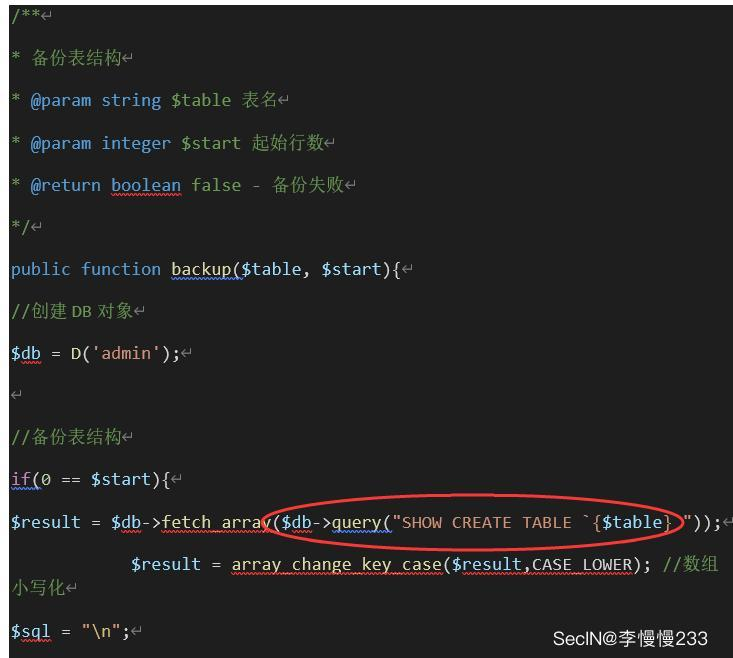 /**
* 备份表结构
* @param string $table 表名
* @param integer $start 起始行数
* @return boolean false - 备份失败
*/
public function backup($table, $start){
//创建 DB 对象
$db = D('admin');
//备份表结构
if(0 == $start){
$result = $db->fetch_array($db->query("SHOW CREATE TABLE `{$table}`"));
$result = array_change_key_case($result,CASE_LOWER); //数组
小写化
$sql = "\n";
SecIN@李慢慢233